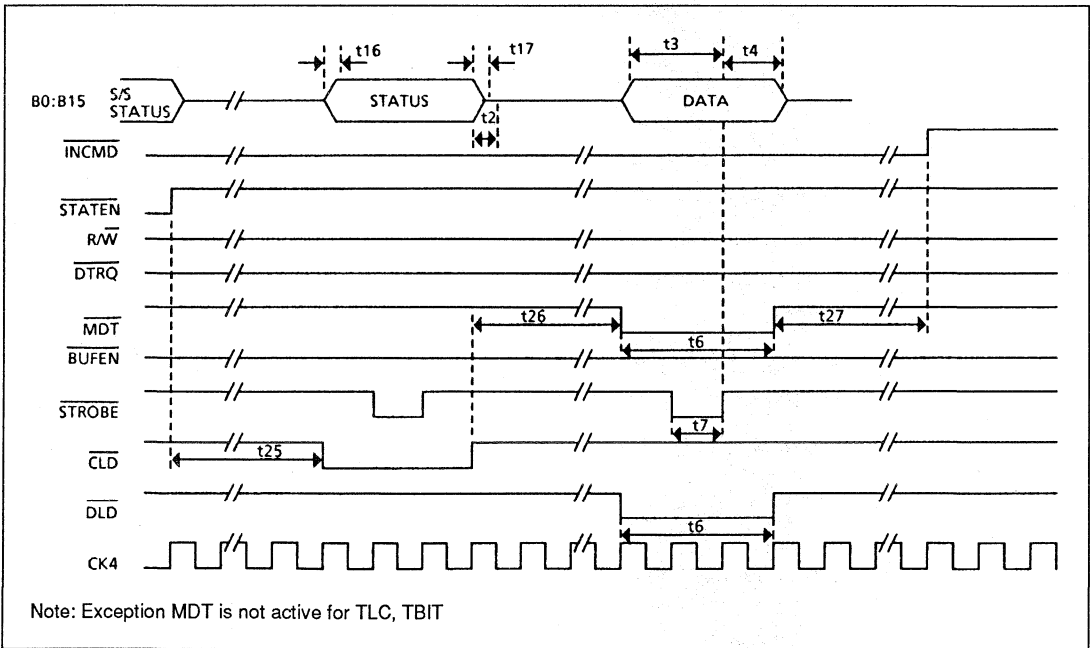 t16
t17
t3
t4
B0:B15
S/S
STATUS
STATUS
DATA
t2
INCMD
STATEN
R/W
DTRQ
MDT
t26
t6
t27
BUFEN
STROBE
t7
CLD
t25
DLD
t6
CK4
Note: Exception MDT is not active for TLC, TBIT